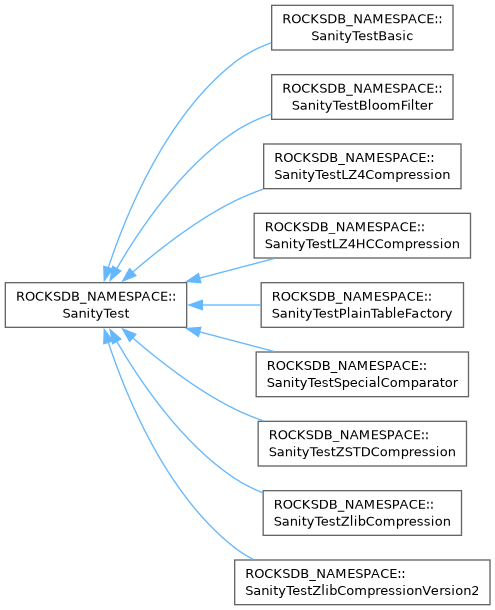 ROCKSDB_NAMESPACE::
SanityTestBasic
ROCKSDB_NAMESPACE::
SanityTestBloomFilter
ROCKSDB_NAMESPACE::
SanityTestLZ4Compression
ROCKSDB_NAMESPACE::
SanityTestLZ4HCCompression
ROCKSDB_NAMESPACE::
SanityTest
ROCKSDB_NAMESPACE::
SanityTestPlainTableFactory
ROCKSDB_NAMESPACE::
SanityTestSpecialComparator
ROCKSDB_NAMESPACE::
SanityTestZSTDCompression
ROCKSDB_NAMESPACE::
SanityTestZlibCompression
ROCKSDB_NAMESPACE::
SanityTestZlibCompressionVersion2